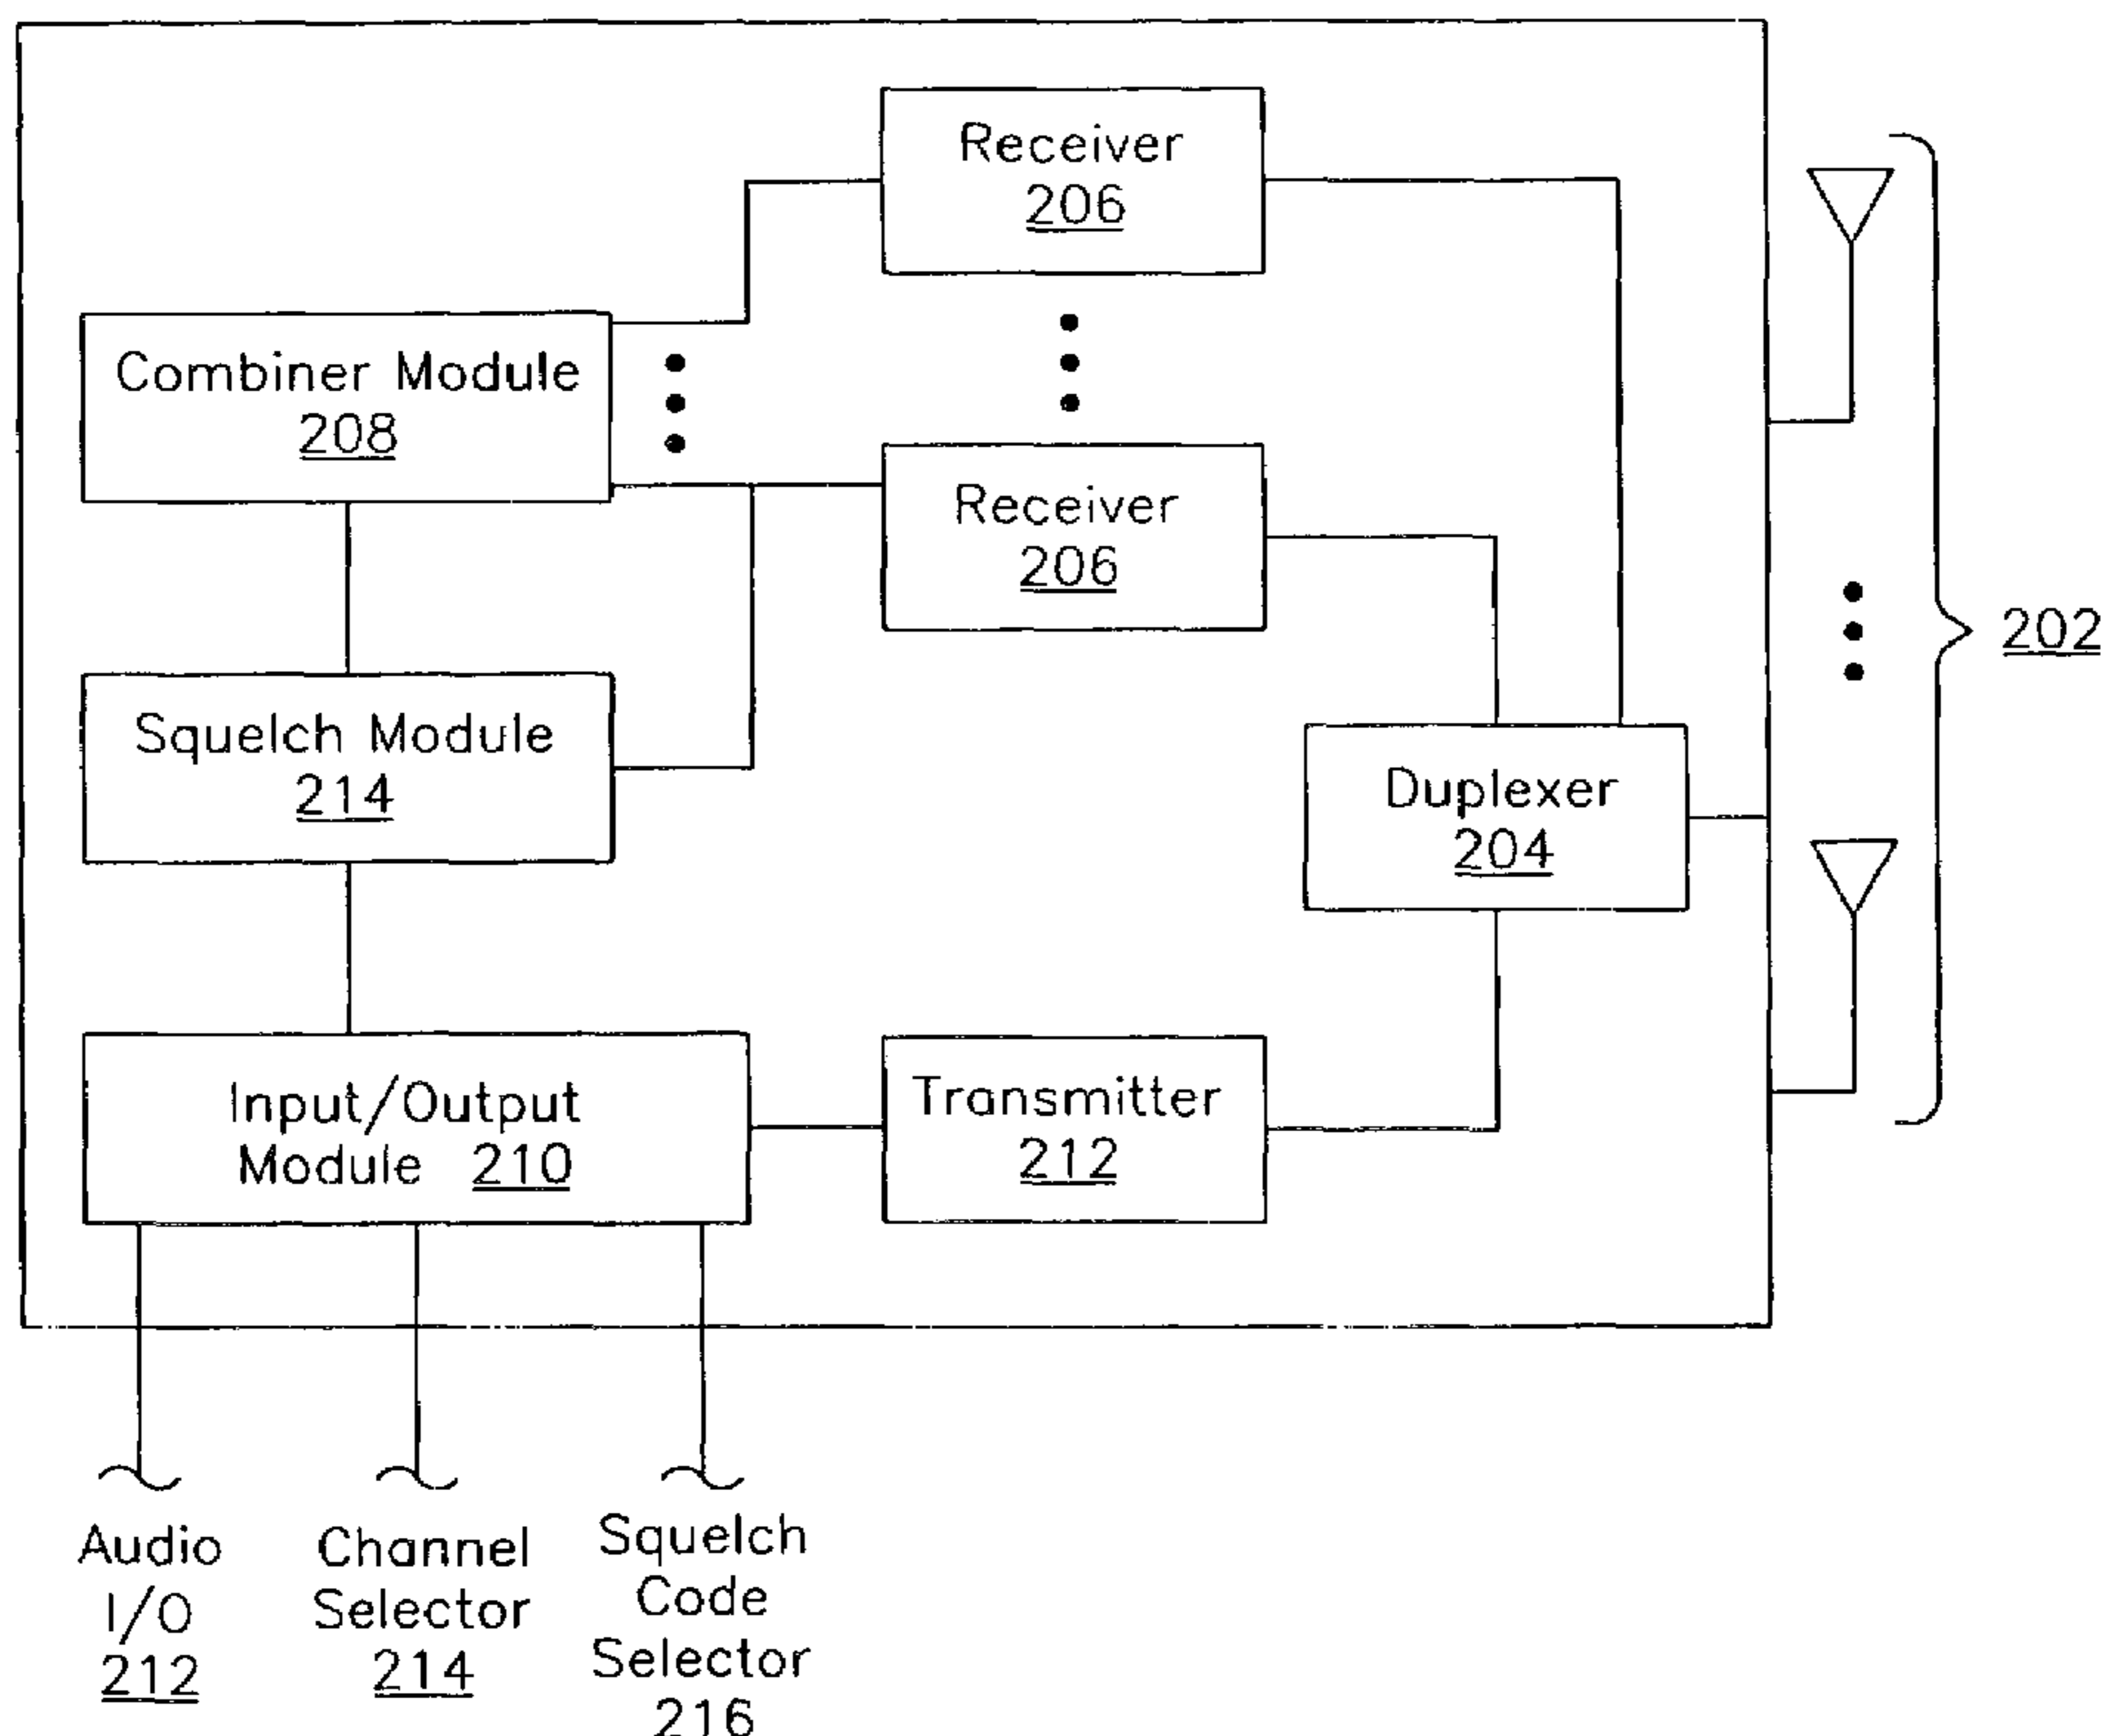 Receiver
206
Combiner Module
208
Receiver
206
202
Squelch Module
214
Duplexer
204
Input/Output
Module 210
Transmitter
212
Audio
I/O
212
Channel
Selector
214
Squelch
Code
Selector
216